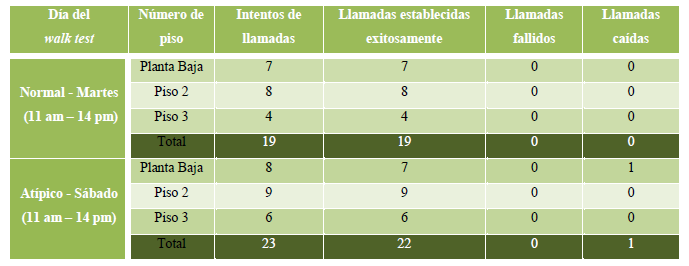 Día del walk test | Número de piso | Intentos de llamadas | Llamadas establecidas exitosamente | Llamadas fallidos | Llamadas caídas
Normal - Martes (11 am – 14 pm) | Planta Baja | 7 | 7 | 0 | 0
Piso 2 | 8 | 8 | 0 | 0
Piso 3 | 4 | 4 | 0 | 0
Total | 19 | 19 | 0 | 0
Atípico - Sábado (11 am – 14 pm) | Planta Baja | 8 | 7 | 0 | 1
Piso 2 | 9 | 9 | 0 | 0
Piso 3 | 6 | 6 | 0 | 0
Total | 23 | 22 | 0 | 1